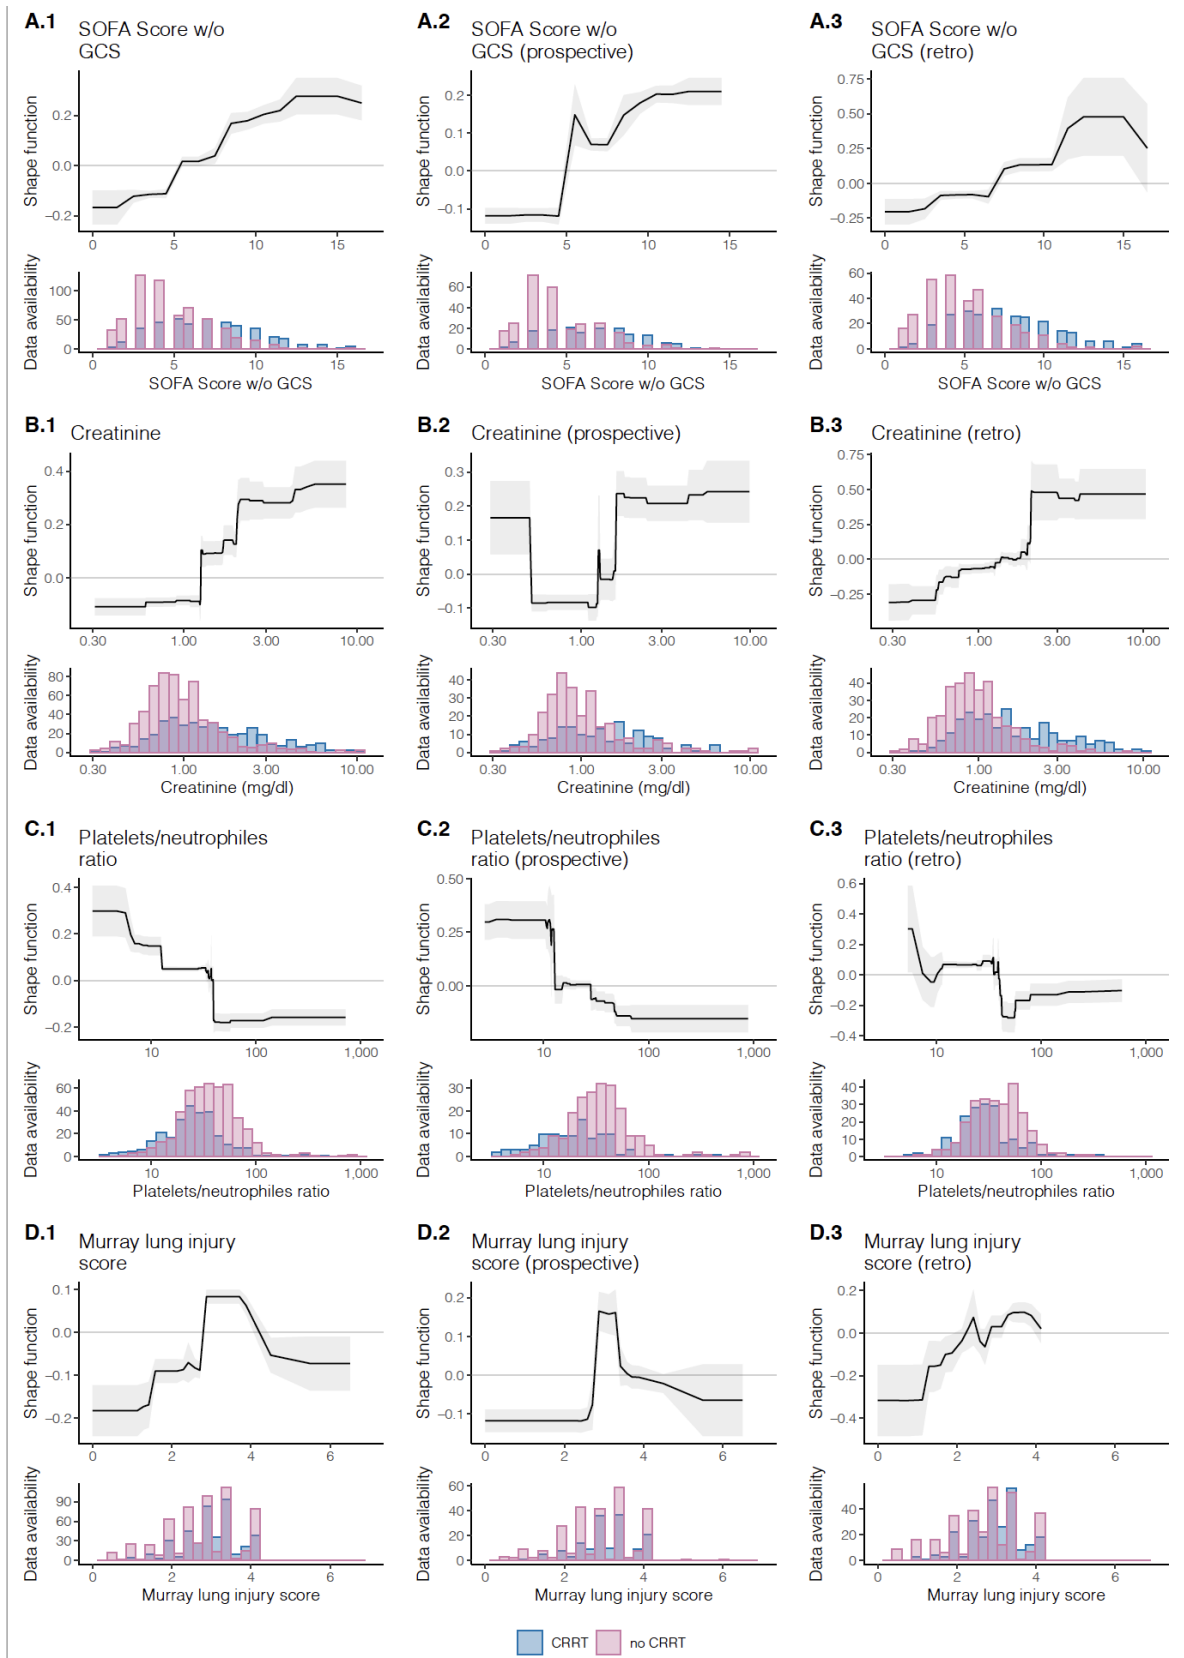 A.1 SOFA Score w/o
GCS
Shape function
0.2
0.0
−0.2
0 5 10 15
Data availability
100
50
0
0 5 10 15
SOFA Score w/o GCS
A.2 SOFA Score w/o
GCS (prospective)
Shape function
0.2
0.1
0.0
−0.1
0 5 10 15
Data availability
60
40
20
0
0 5 10 15
SOFA Score w/o GCS
A.3 SOFA Score w/o
GCS (retro)
Shape function
0.75
0.50
0.25
0.00
−0.25
0 5 10 15
Data availability
60
40
20
0
0 5 10 15
SOFA Score w/o GCS
B.1 Creatinine
Shape function
0.4
0.2
0.0
0.30 1.00 3.00 10.00
Data availability
80
60
40
20
0
0.30 1.00 3.00 10.00
Creatinine (mg/dl)
B.2 Creatinine (prospective)
Shape function
0.3
0.2
0.1
0.0
−0.1
0.30 1.00 3.00 10.00
Data availability
40
30
20
10
0
0.30 1.00 3.00 10.00
Creatinine (mg/dl)
B.3 Creatinine (retro)
Shape function
0.75
0.50
0.25
0.00
−0.25
0.30 1.00 3.00 10.00
Data availability
40
30
20
10
0
0.30 1.00 3.00 10.00
Creatinine (mg/dl)
C.1 Platelets/neutrophiles
ratio
Shape function
0.4
0.2
0.0
−0.2
10 100 1,000
Data availability
60
40
20
0
10 100 1,000
Platelets/neutrophiles ratio
C.2 Platelets/neutrophiles
ratio (prospective)
Shape function
0.50
0.25
0.00
10 100 1,000
Data availability
30
20
10
0
10 100 1,000
Platelets/neutrophiles ratio
C.3 Platelets/neutrophiles
ratio (retro)
Shape function
0.6
0.4
0.2
0.0
−0.2
−0.4
10 100 1,000
Data availability
40
30
20
10
0
10 100 1,000
Platelets/neutrophiles ratio
D.1 Murray lung injury
score
Shape function
0.1
0.0
−0.1
−0.2
0 2 4 6
Data availability
90
60
30
0
0 2 4 6
Murray lung injury score
D.2 Murray lung injury
score (prospective)
Shape function
0.2
0.1
0.0
−0.1
0 2 4 6
Data availability
60
40
20
0
0 2 4 6
Murray lung injury score
D.3 Murray lung injury
score (retro)
Shape function
0.2
0.0
−0.2
−0.4
0 2 4 6
Data availability
40
20
0
0 2 4 6
Murray lung injury score
CRRT no CRRT